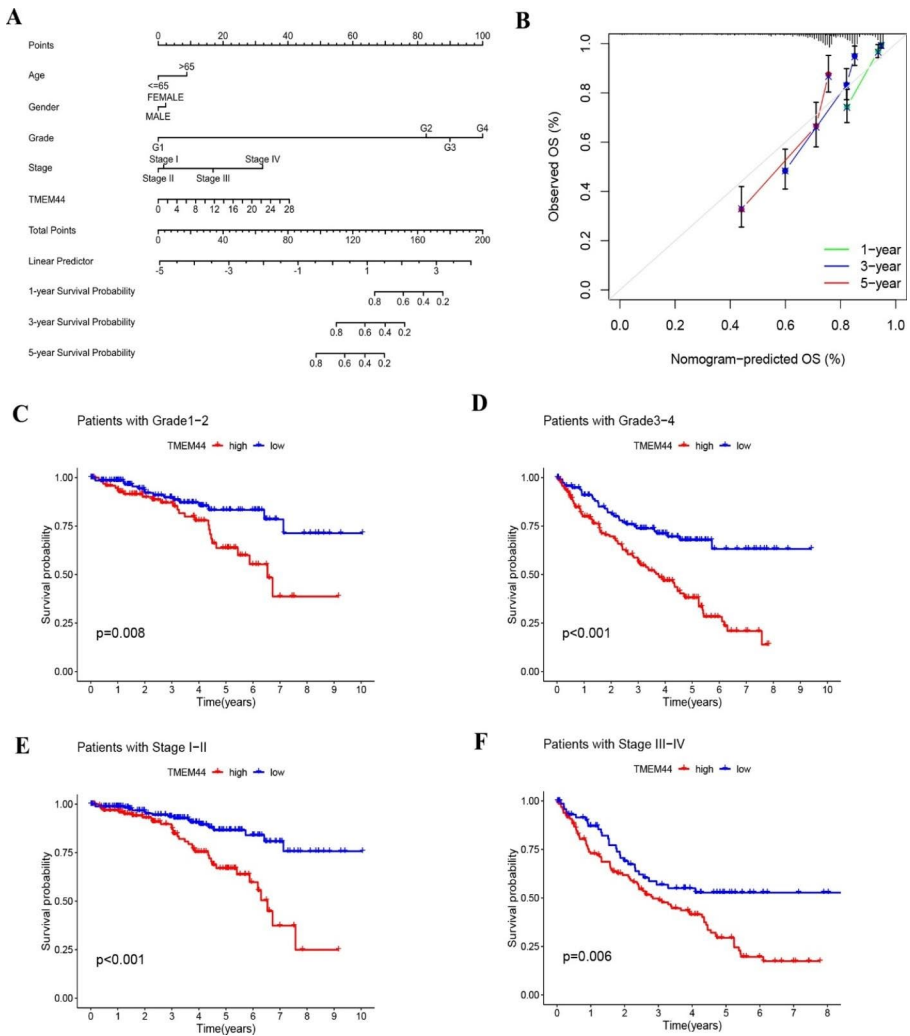 A
Points
0 20 40 60 80 100
Age
<=65
>65
Gender
MALE
FEMALE
Grade
G1
G2
G3
G4
Stage
Stage I
Stage II
Stage III
Stage IV
TMEM44
0 4 8 12 16 20 24 28
Total Points
0 40 80 120 160 200
Linear Predictor
-5 -3 -1 1 3
1-year Survival Probability
0.8 0.6 0.4 0.2
3-year Survival Probability
0.8 0.6 0.4 0.2
5-year Survival Probability
0.8 0.6 0.4 0.2
B
Observed OS (%)
1.0
0.8
0.6
0.4
0.2
0.0
1-year
3-year
5-year
0.0 0.2 0.4 0.6 0.8 1.0
Nomogram-predicted OS (%)
C
Patients with Grade1-2
TMEM44 high low
Survival probability
1.00
0.75
0.50
0.25
0.00
p=0.008
0 1 2 3 4 5 6 7 8 9 10
Time(years)
D
Patients with Grade3-4
TMEM44 high low
Survival probability
1.00
0.75
0.50
0.25
0.00
p<0.001
0 1 2 3 4 5 6 7 8 9 10
Time(years)
E
Patients with Stage I-II
TMEM44 high low
Survival probability
1.00
0.75
0.50
0.25
0.00
p<0.001
0 1 2 3 4 5 6 7 8 9 10
Time(years)
F
Patients with Stage III-IV
TMEM44 high low
Survival probability
1.00
0.75
0.50
0.25
0.00
p=0.006
0 1 2 3 4 5 6 7 8
Time(years)